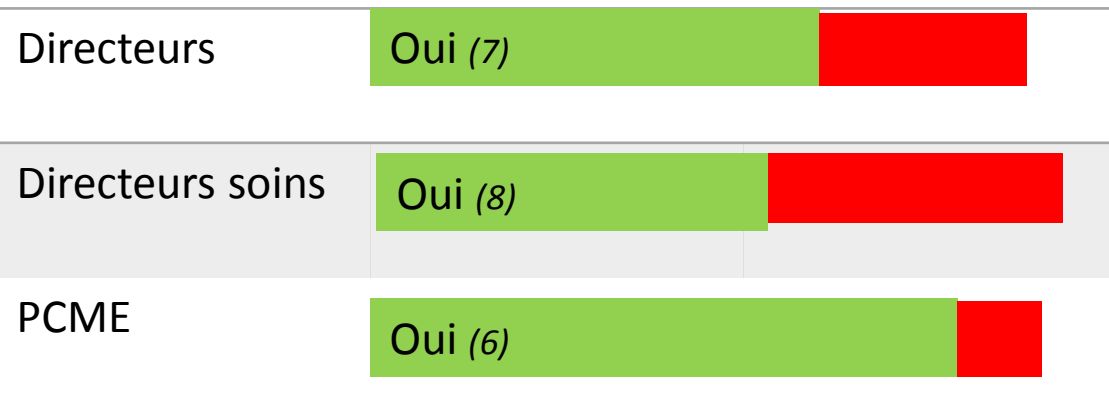 Directeurs
Oui (7)
Directeurs soins
Oui (8)
PCME
Oui (6)